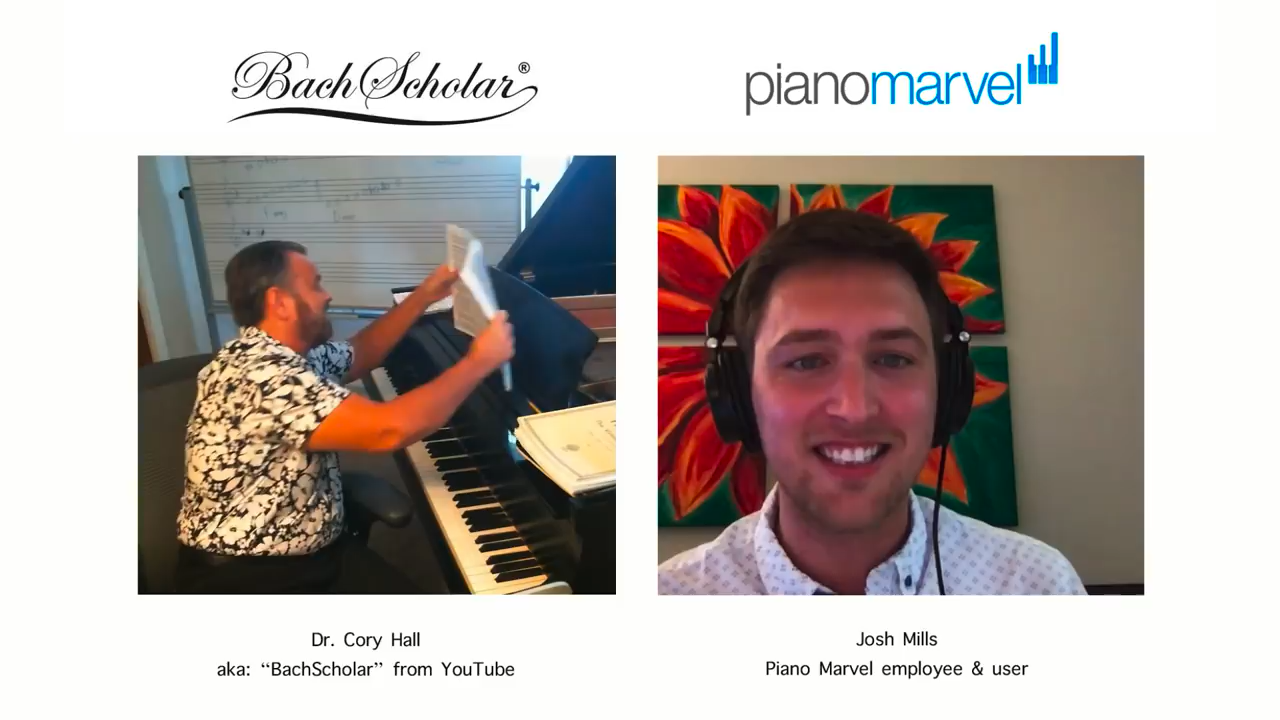 BachScholar®
pianomarvel
Dr. Cory Hall
aka: “BachScholar” from YouTube
Josh Mills
Piano Marvel employee & user